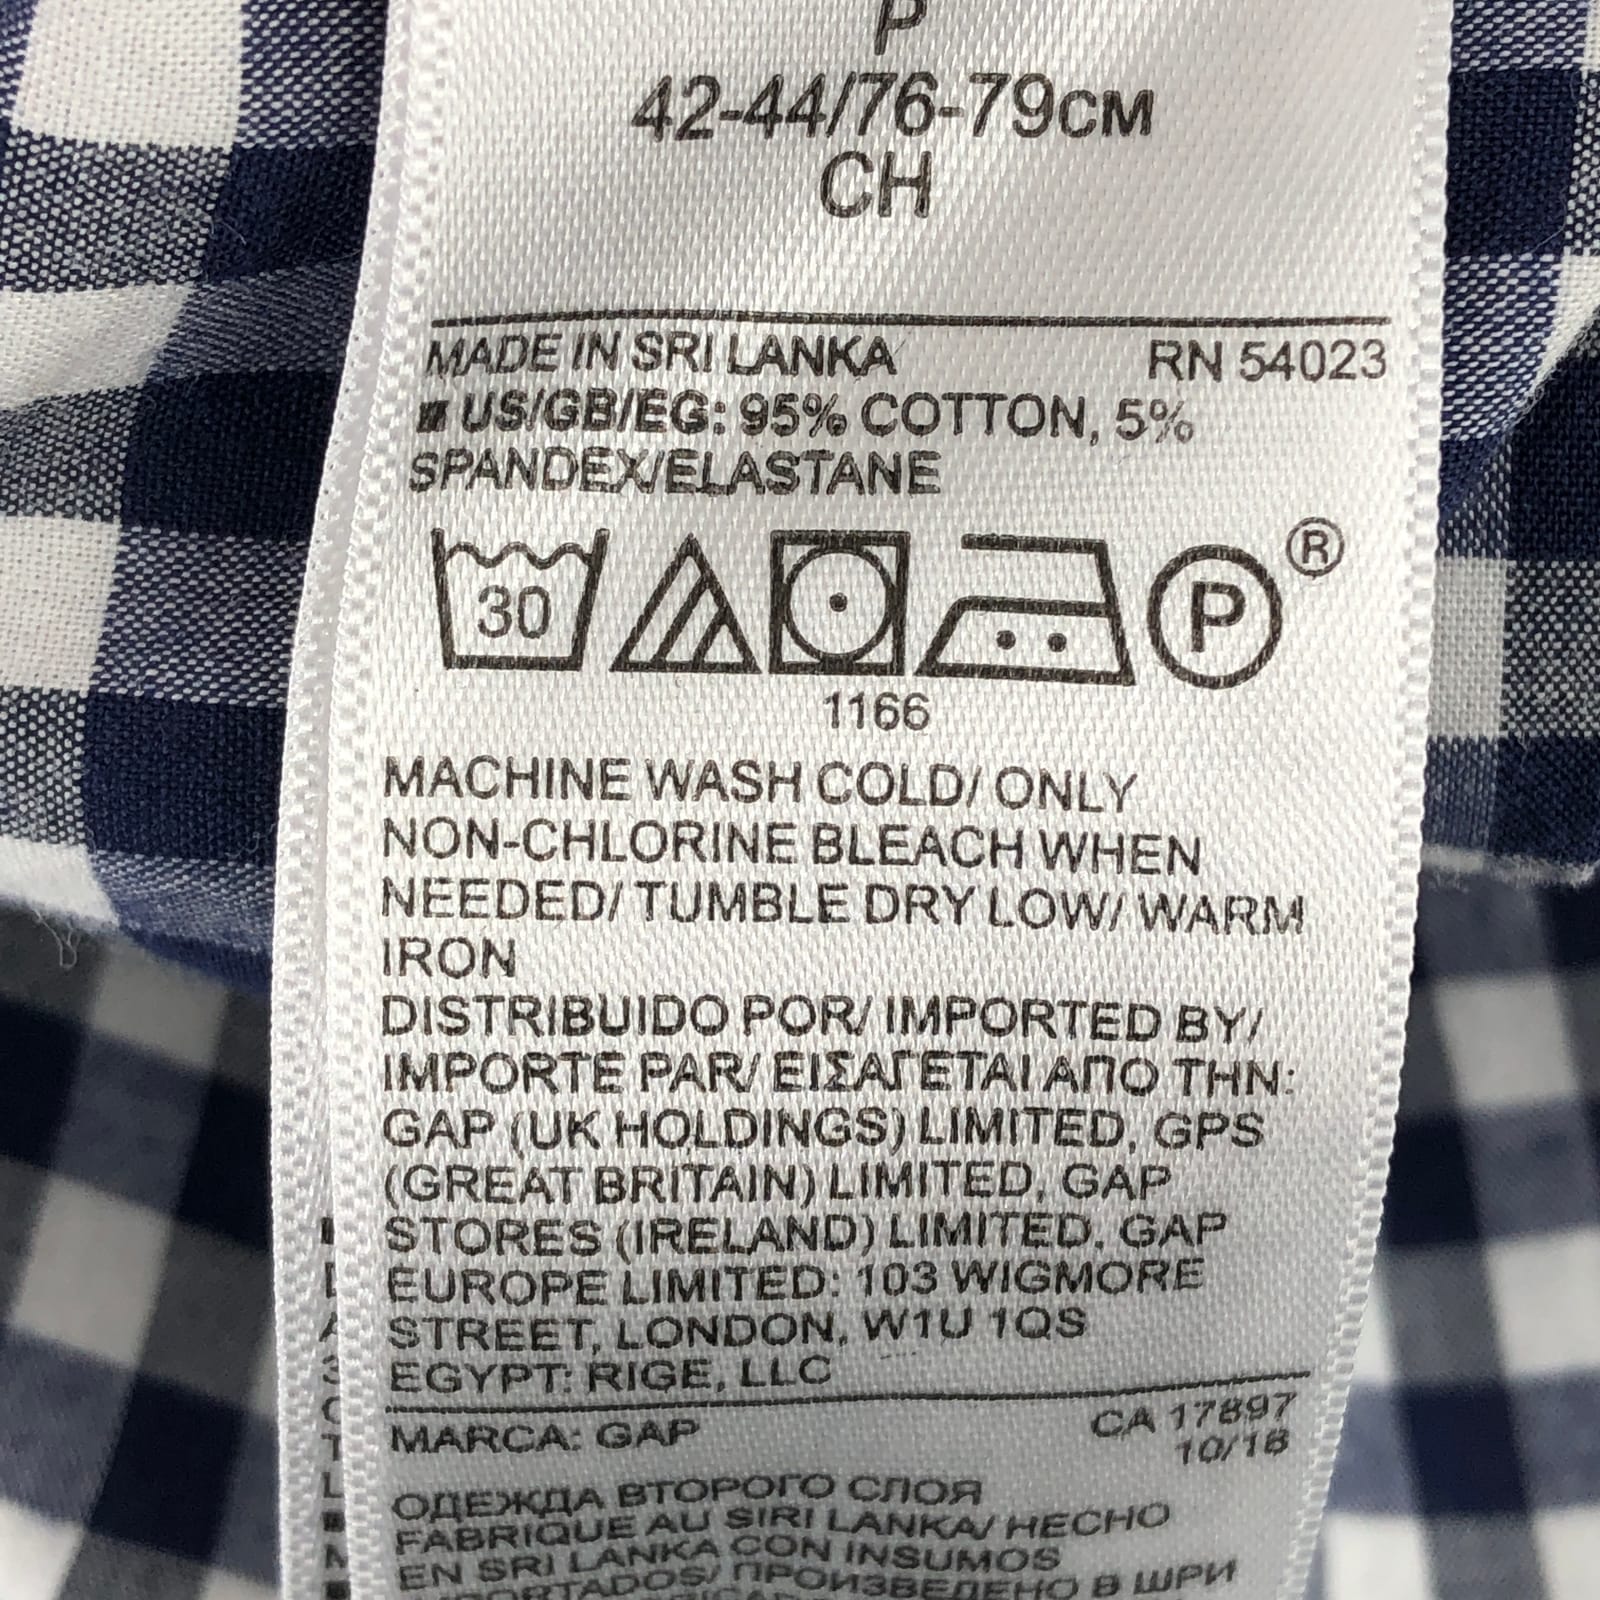 P
42-44/76-79CM
CH
MADE IN SRI LANKA RN 54023
US/GB/EG: 95% COTTON, 5%
SPANDEX/ELASTANE
30 P ®
1166
MACHINE WASH COLD/ ONLY
NON-CHLORINE BLEACH WHEN
NEEDED/ TUMBLE DRY LOW/ WARM
IRON
DISTRIBUIDO POR/ IMPORTED BY/
IMPORTE PAR/ ΕΙΣΑΓΕΤΑΙ ΑΠΟ ΤΗΝ:
GAP (UK HOLDINGS) LIMITED, GPS
(GREAT BRITAIN) LIMITED, GAP
STORES (IRELAND) LIMITED, GAP
EUROPE LIMITED: 103 WIGMORE
STREET, LONDON, W1U 1QS
EGYPT: RIGE, LLC
MARCA: GAP CA 17897
10/18
ОДЕЖДА ВТОРОГО СЛОЯ
FABRIQUE AU SIRI LANKA/ HECHO
EN SRI LANKA CON INSUMOS
IMPORTADOS/ ПРОИЗВЕДЕНО В ШРИ